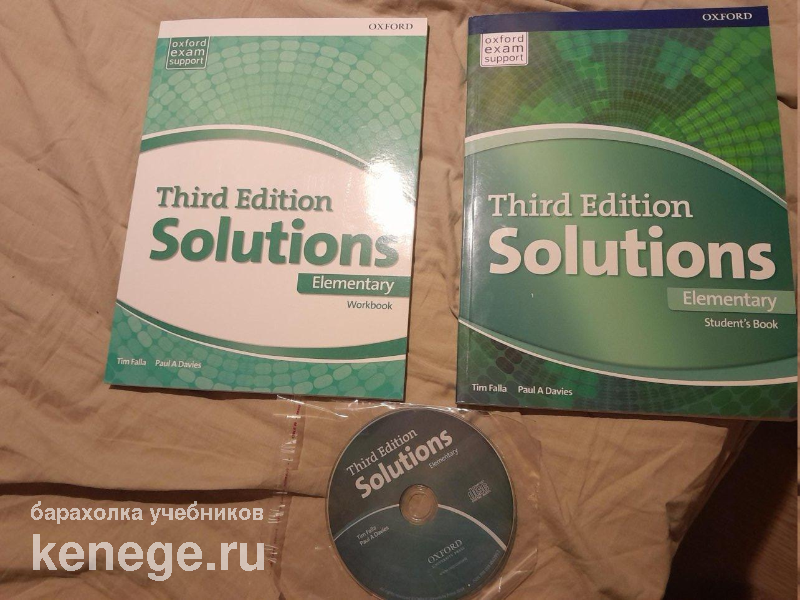 OXFORD
oxford
exam
support
Third Edition
Solutions
Elementary
Workbook
Tim Falla Paul A Davies
OXFORD
oxford
exam
support
Third Edition
Solutions
Elementary
Student's Book
Tim Falla Paul A Davies
Third Edition
Solutions
Elementary
Tim Falla
Paul A Davies
OXFORD
барахолка учебников
kenege.ru